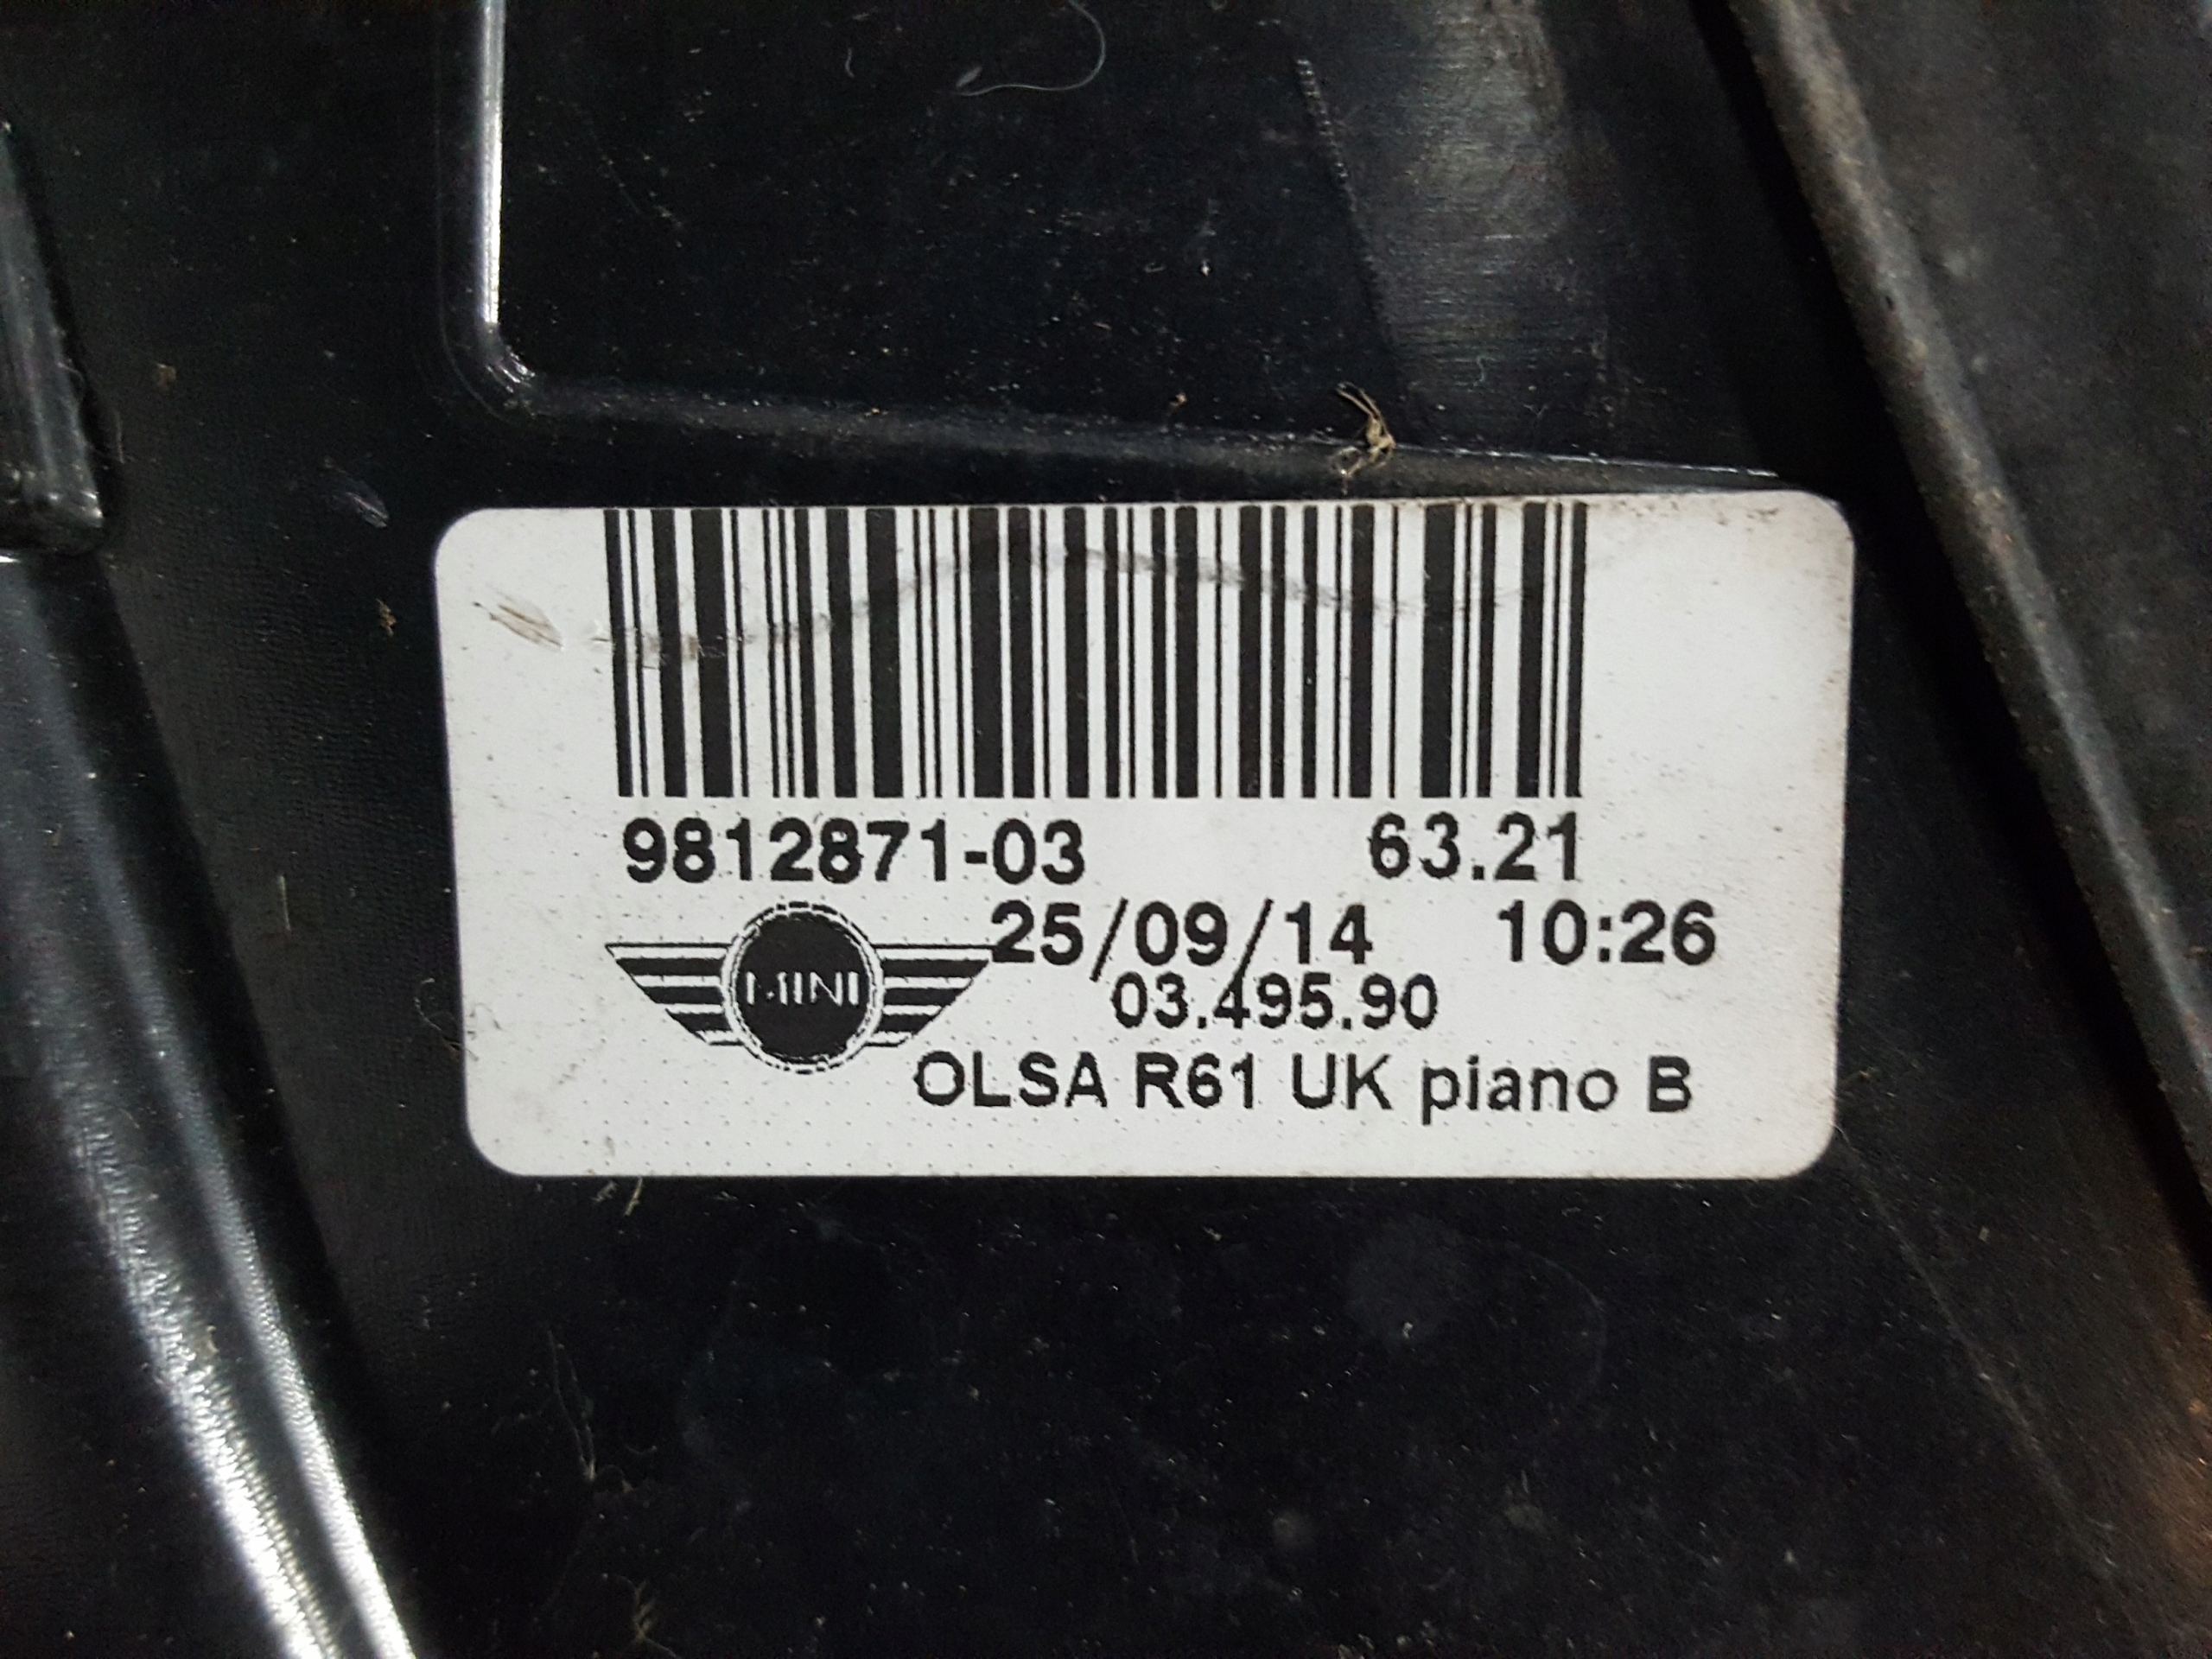 9812871-03 63.21
25/09/14 10:26
MINI
03.495.90
OLSA R61 UK piano B